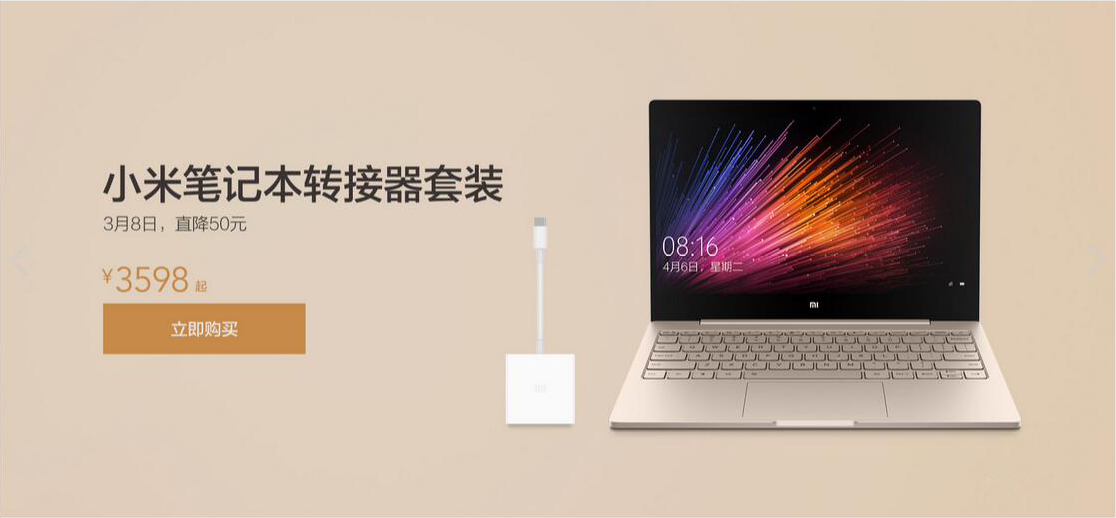 小米笔记本转接器套装
3月8日，直降50元
¥3598起
立即购买
08:16
4月6日，星期二
mi